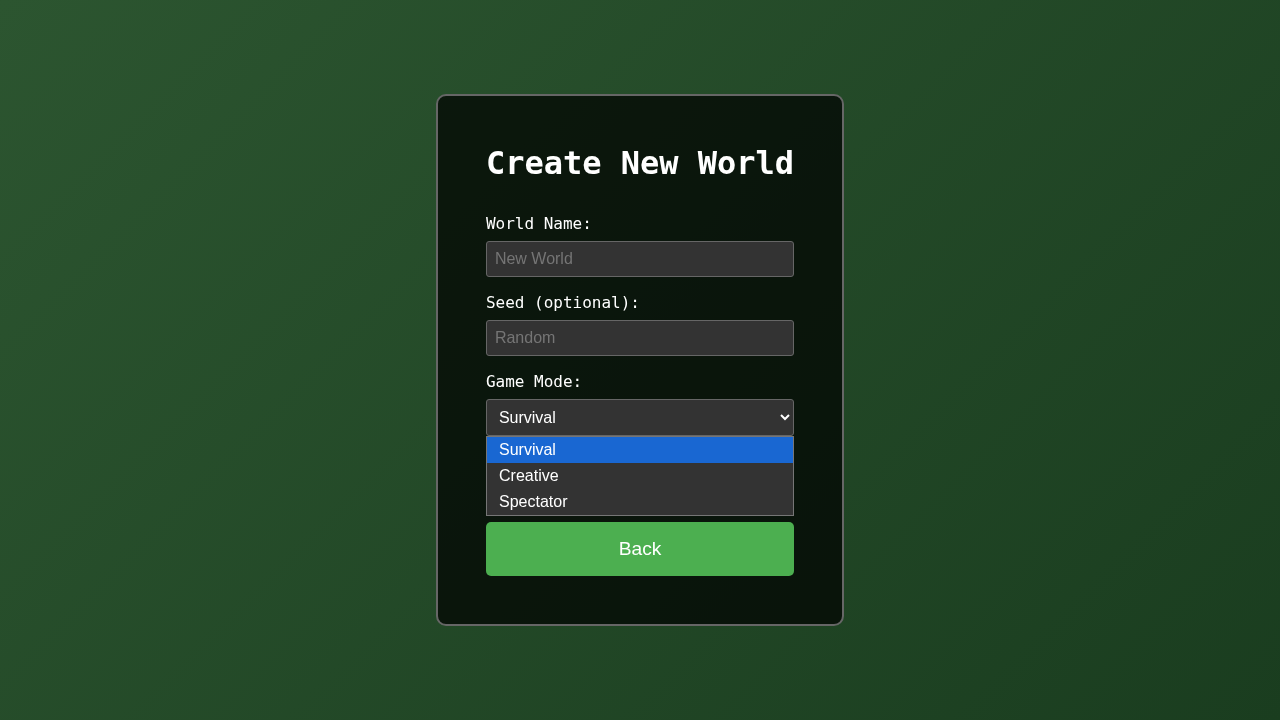 Create New World
World Name:
New World
Seed (optional):
Random
Game Mode:
Survival
Survival
Creative
Spectator
Back